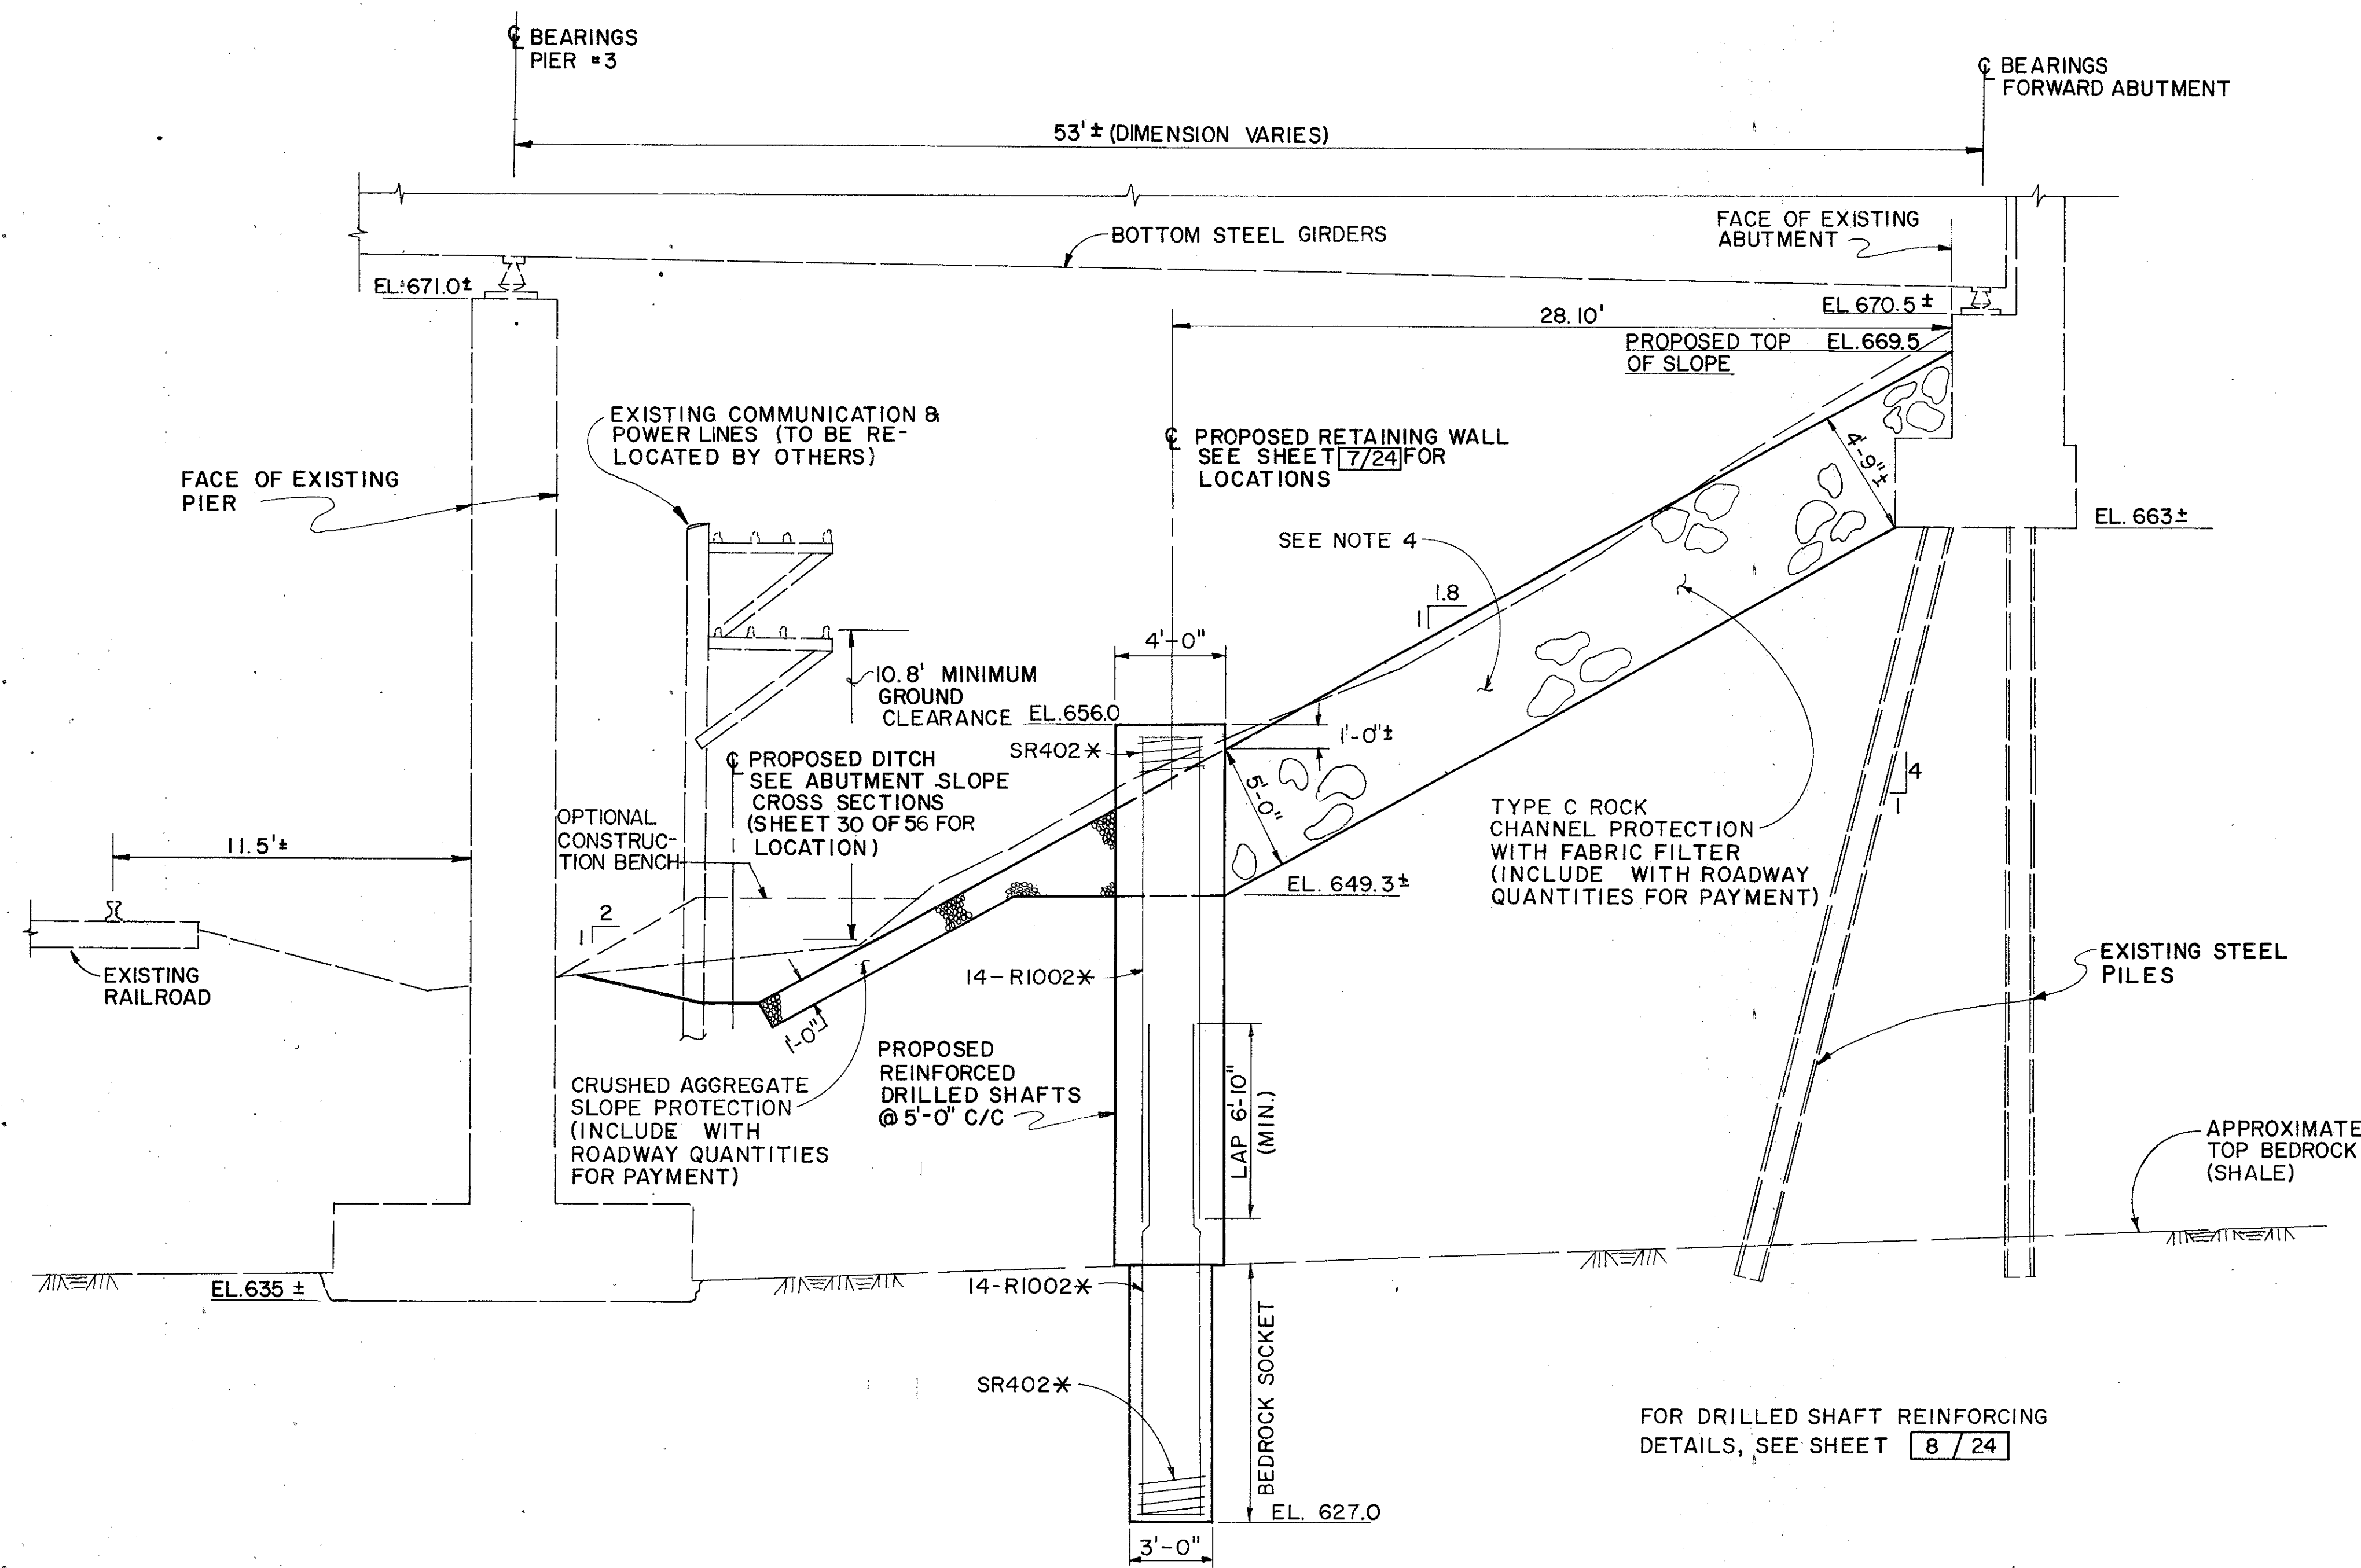 ℄ BEARINGS
PIER #3
℄ BEARINGS
FORWARD ABUTMENT
53'± (DIMENSION VARIES)
BOTTOM STEEL GIRDERS
FACE OF EXISTING
ABUTMENT
EL. 671.0±
EL 670.5±
28.10'
PROPOSED TOP EL. 669.5
OF SLOPE
EXISTING COMMUNICATION &
POWER LINES (TO BE RE-
LOCATED BY OTHERS)
℄ PROPOSED RETAINING WALL
SEE SHEET 7/24 FOR
LOCATIONS
4'-9"±
FACE OF EXISTING
PIER
EL. 663±
SEE NOTE 4
1.8
1
4'-0"
10.8' MINIMUM
GROUND
CLEARANCE
EL. 656.0
1'-0"±
SR402*
℄ PROPOSED DITCH
SEE ABUTMENT SLOPE
CROSS SECTIONS
(SHEET 30 OF 56 FOR
LOCATION)
5'-0"
4
1
OPTIONAL
CONSTRUC-
TION BENCH
11.5'±
TYPE C ROCK
CHANNEL PROTECTION
WITH FABRIC FILTER
(INCLUDE WITH ROADWAY
QUANTITIES FOR PAYMENT)
EL. 649.3±
2
1
EXISTING
RAILROAD
14-R1002*
EXISTING STEEL
PILES
1'-0"
PROPOSED
REINFORCED
DRILLED SHAFTS
@ 5'-0" C/C
LAP 6'-10"
(MIN.)
CRUSHED AGGREGATE
SLOPE PROTECTION
(INCLUDE WITH
ROADWAY QUANTITIES
FOR PAYMENT)
APPROXIMATE
TOP BEDROCK
(SHALE)
EL. 635 ±
14-R1002*
BEDROCK SOCKET
SR402*
FOR DRILLED SHAFT REINFORCING
DETAILS, SEE SHEET 8 / 24
EL. 627.0
3'-0"